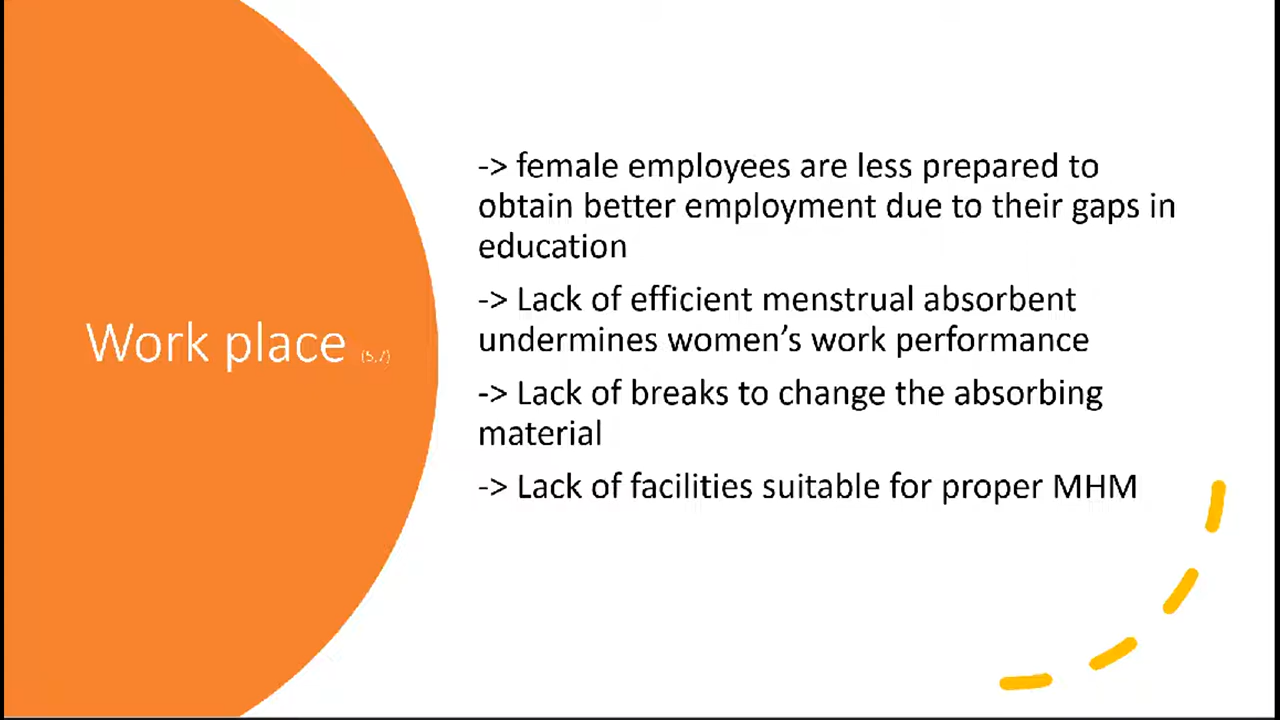 Work place (5,7)
-> female employees are less prepared to
obtain better employment due to their gaps in
education
-> Lack of efficient menstrual absorbent
undermines women’s work performance
-> Lack of breaks to change the absorbing
material
-> Lack of facilities suitable for proper MHM